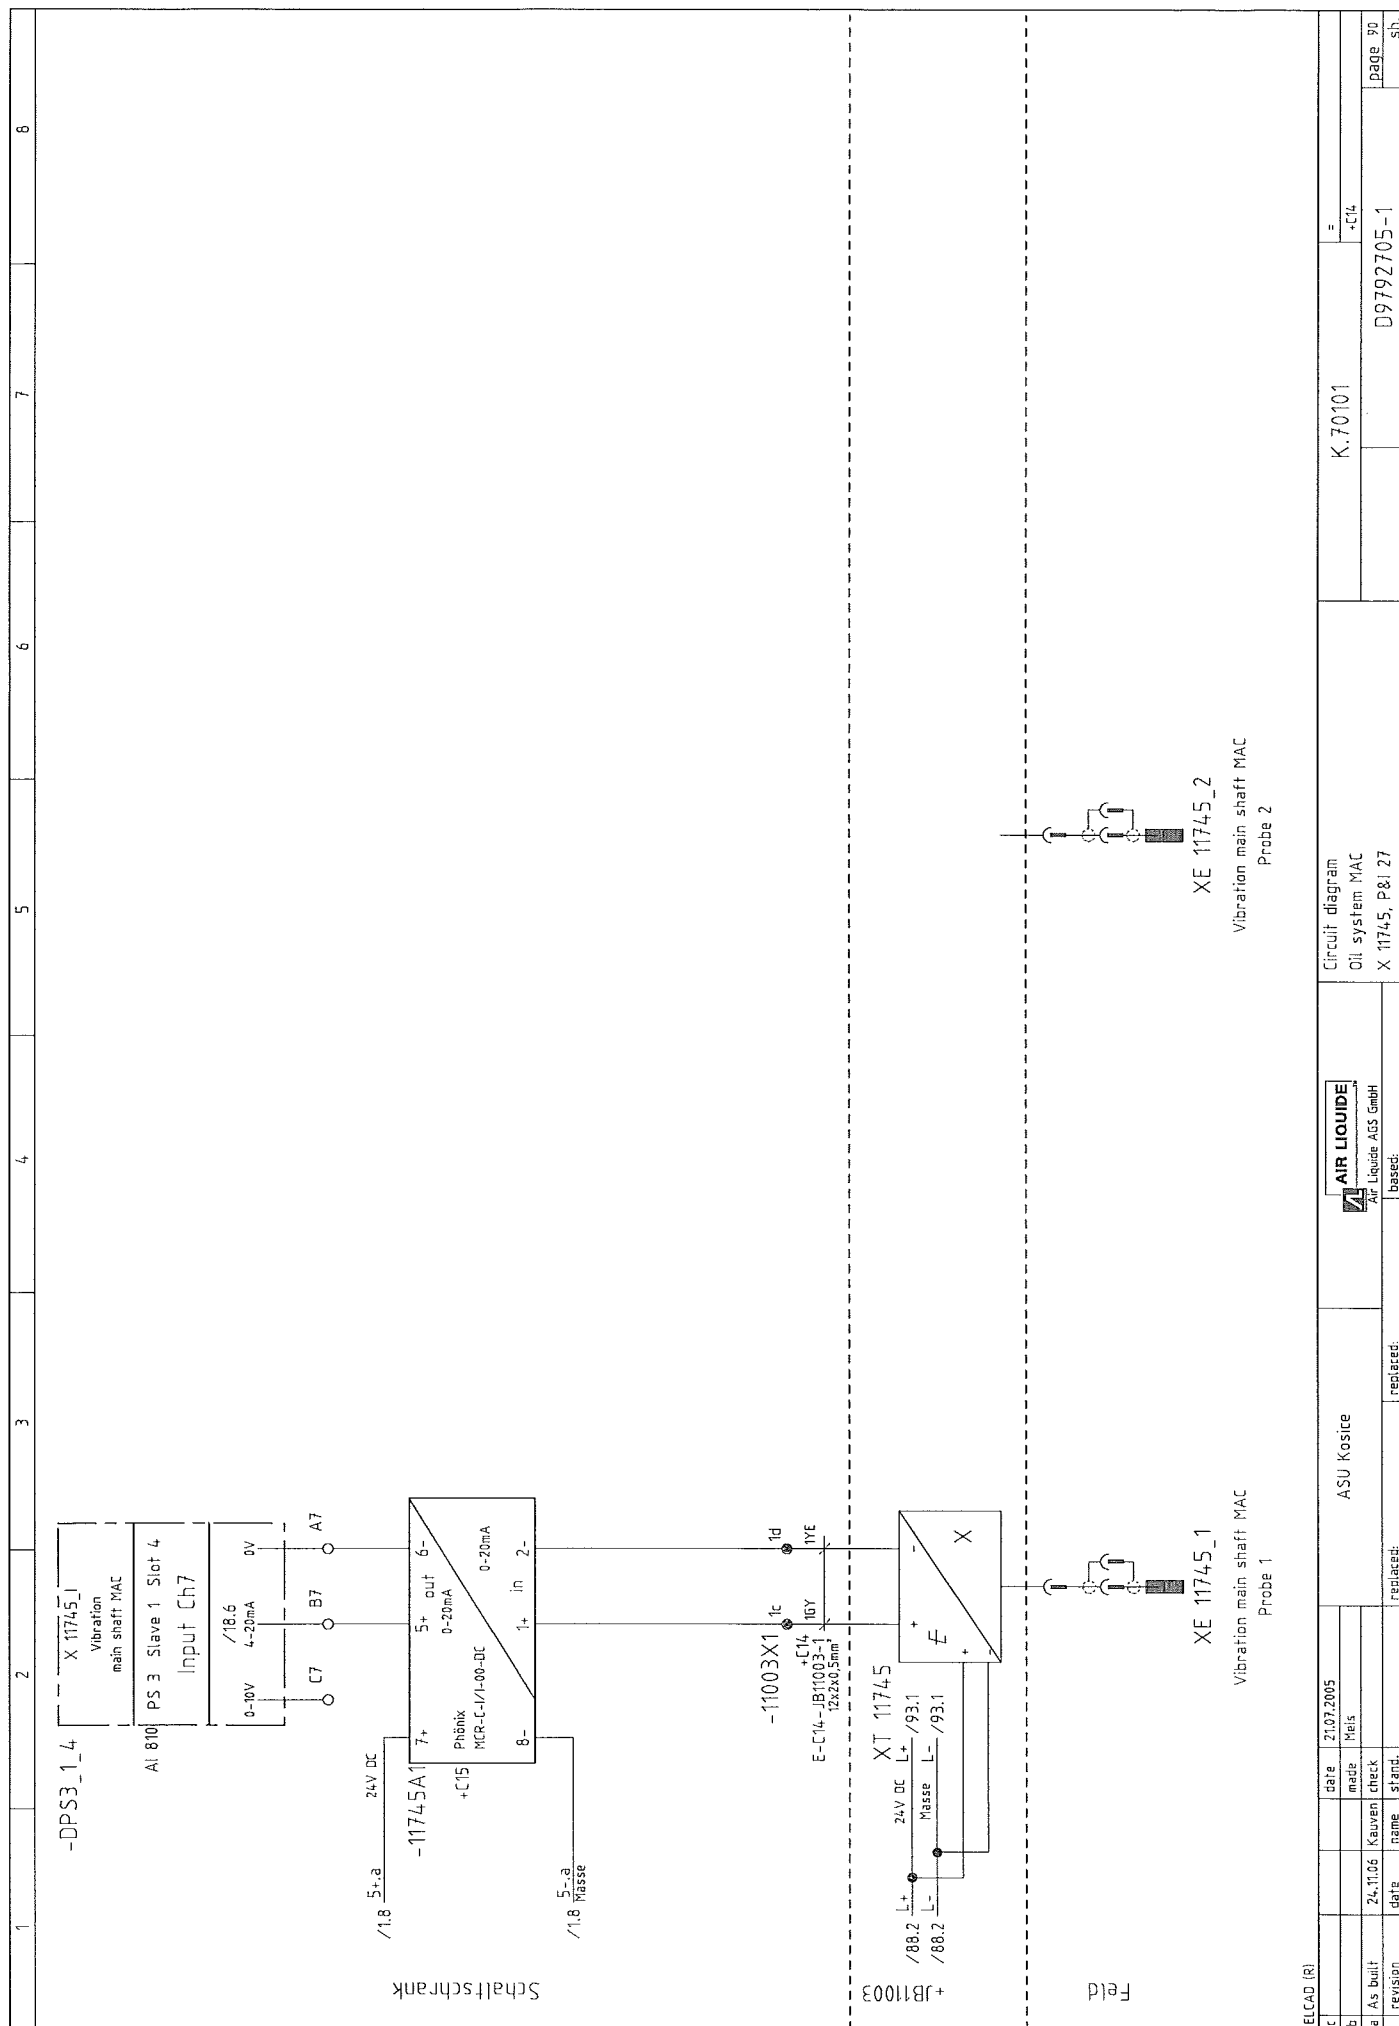 1 2 3 4 5 6 7 8
-DPS3_1_4
X 11745_I
Vibration
main shaft MAC
AI 810
PS 3 Slave 1 Slot 4
Input Ch7
/18.6
0-10V 4-20mA 0V
C7 B7 A7
/1.8 5+.a 24V DC
-11745A1
+C15
7+ 5+ out 6-
0-20mA
Phönix
MCR-C-I/I-00-DC
0-20mA
8- 1+ in 2-
/1.8 5-.a
Masse
Schaltschrank
-11003X1 1c 1d
+C14 1GY 1YE
E-C14-JB11003-1
12x2x0,5mm²
XT 11745
/88.2 L+ 24V DC L+ /93.1
/88.2 L- Masse L- /93.1
+ -
E X
+ -
+JB11003
Feld
XE 11745_1
Vibration main shaft MAC
Probe 1
XE 11745_2
Vibration main shaft MAC
Probe 2
ELCAD (R)
c
b
a As built 24.11.06 Kauven
revision date name
date 21.07.2005
made Meis
check
stand.
ASU Kosice
replaced: replaced:
AIR LIQUIDE
Air Liquide AGS GmbH
based:
Circuit diagram
Oil system MAC
X 11745, P&I 27
K.70101
=
+C14
D9792705-1
page 90
sh.